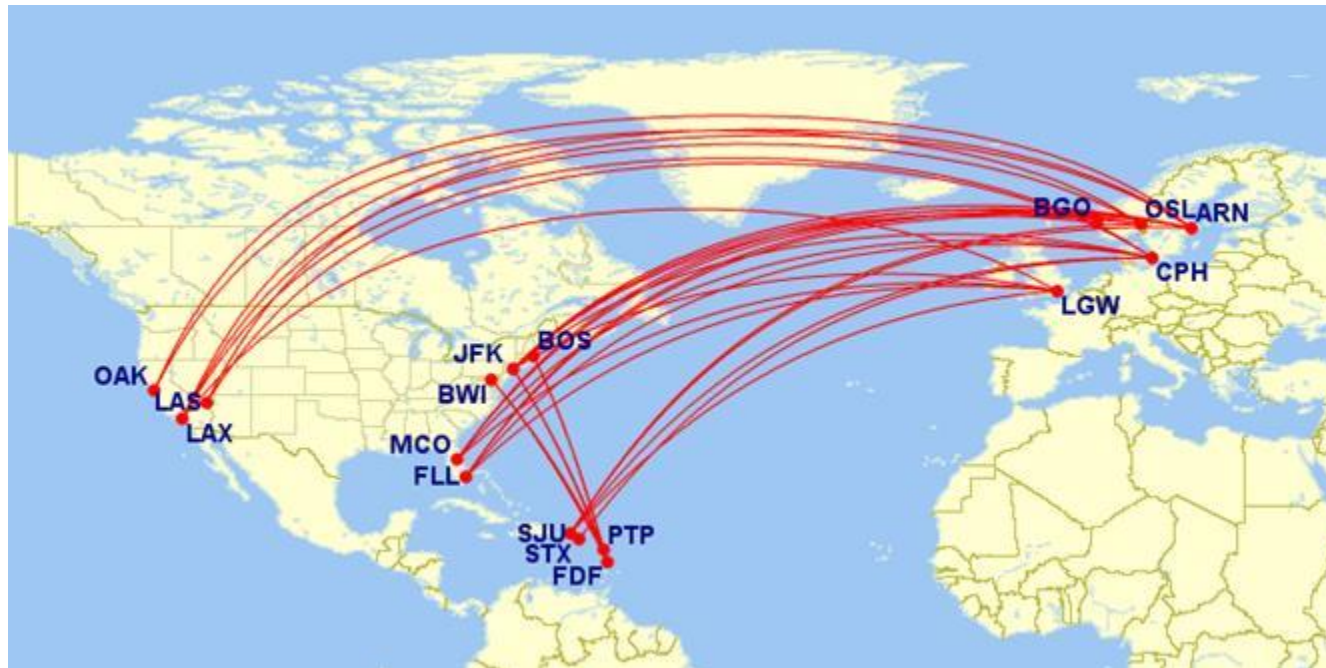 BGO
OSL
ARN
CPH
LGW
BOS
JFK
OAK
BWI
LAS
LAX
MCO
FLL
SJU
PTP
STX
FDF